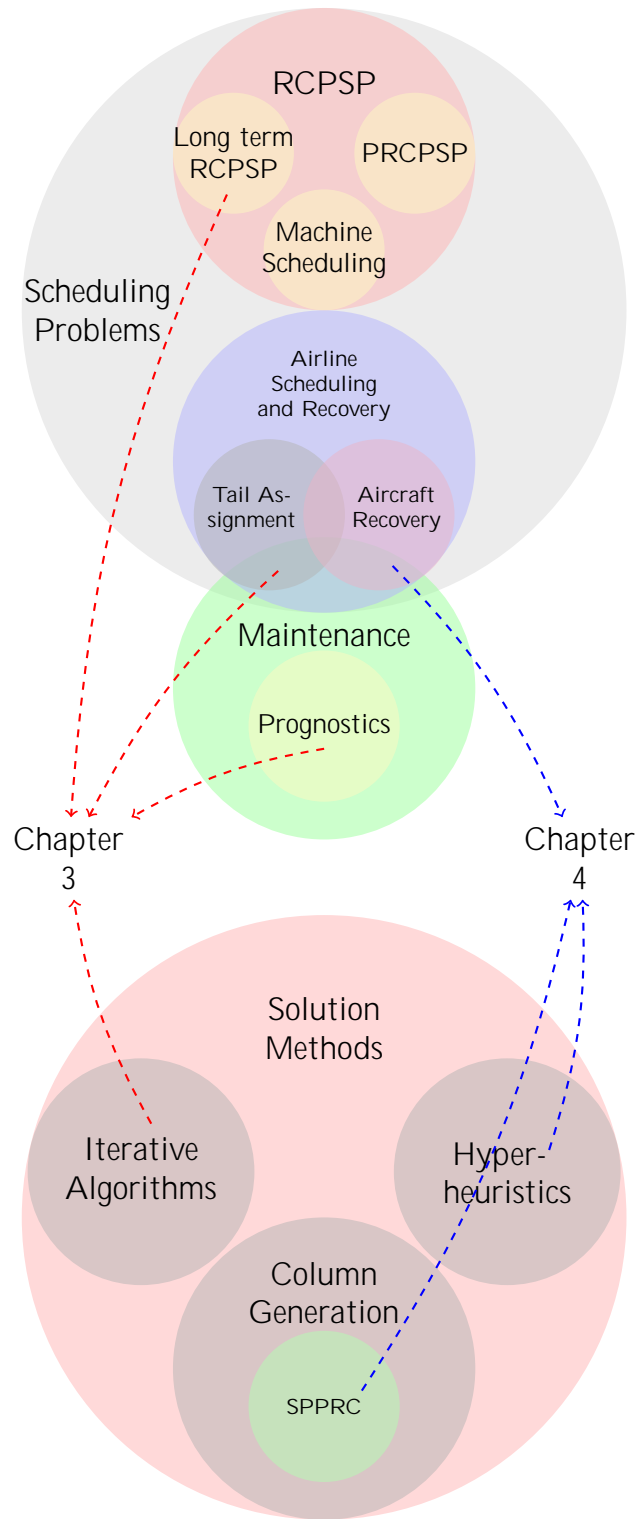 RCPSP
Long term
RCPSP
PRCPSP
Machine
Scheduling
Scheduling
Problems
Airline
Scheduling
and Recovery
Tail As-
signment
Aircraft
Recovery
Maintenance
Prognostics
Chapter
3
Chapter
4
Solution
Methods
Iterative
Algorithms
Hyper-
heuristics
Column
Generation
SPPRC